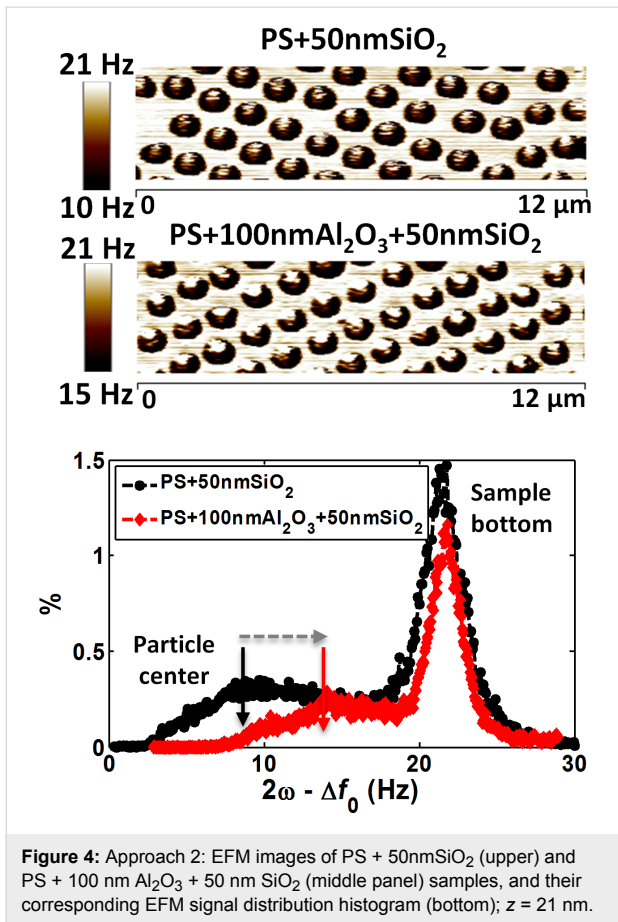 PS+50nmSiO₂
21 Hz
10 Hz
0
12 μm
PS+100nmAl₂O₃+50nmSiO₂
21 Hz
15 Hz
0
12 μm
1.5
PS+50nmSiO₂
PS+100nmAl₂O₃+50nmSiO₂
Sample
bottom
1
%
Particle
center
0.5
0
0
10
20
30
2ω - Δf₀ (Hz)
Figure 4: Approach 2: EFM images of PS + 50nmSiO₂ (upper) and
PS + 100 nm Al₂O₃ + 50 nm SiO₂ (middle panel) samples, and their
corresponding EFM signal distribution histogram (bottom); z = 21 nm.